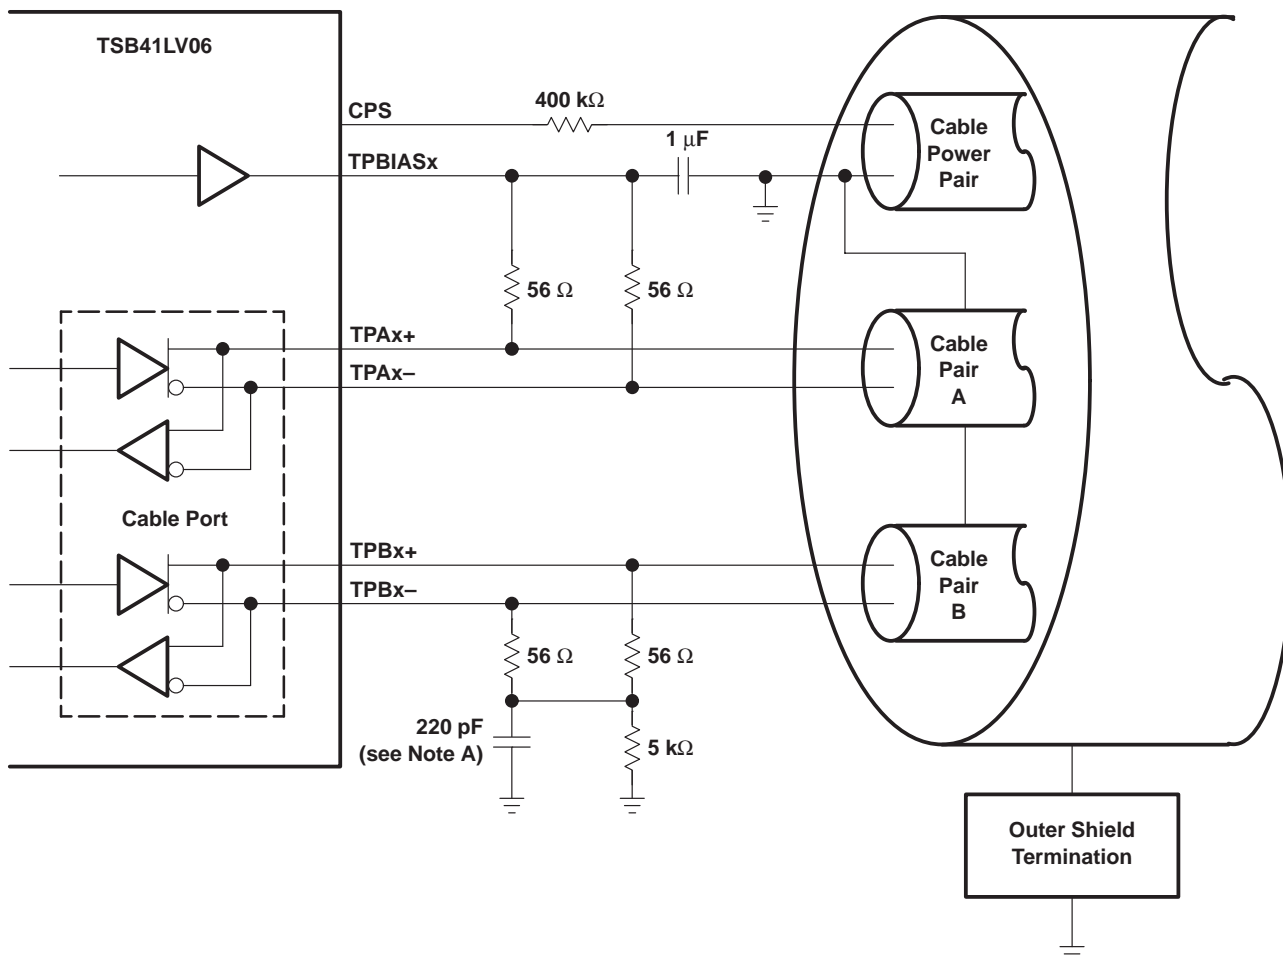 TSB41LV06
CPS
400 kΩ
TPBIASx
1 μF
Cable
Power
Pair
56 Ω
56 Ω
TPAx+
TPAx–
Cable
Pair
A
Cable Port
TPBx+
TPBx–
Cable
Pair
B
56 Ω
56 Ω
220 pF
(see Note A)
5 kΩ
Outer Shield
Termination